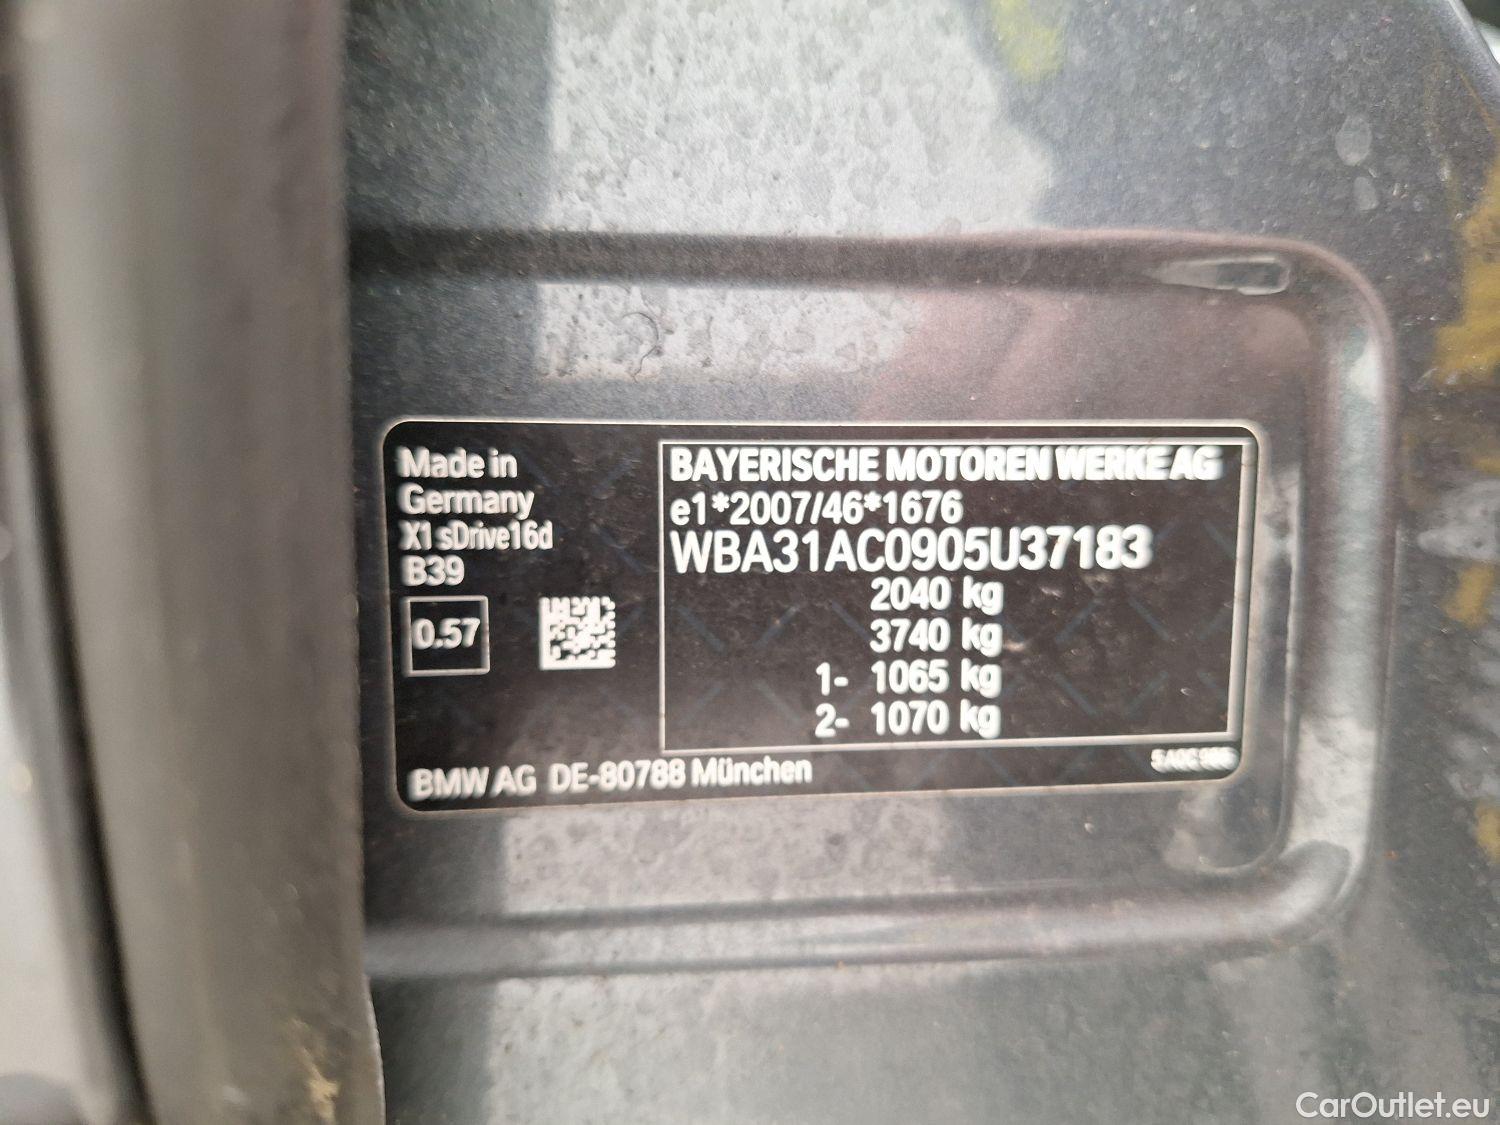 Made in
Germany
X1 sDrive16d
B39
0.57
BAYERISCHE MOTOREN WERKE AG
e1*2007/46*1676
WBA31AC0905U37183
2040 kg
3740 kg
1- 1065 kg
2- 1070 kg
BMW AG DE-80788 München
CarOutlet.eu